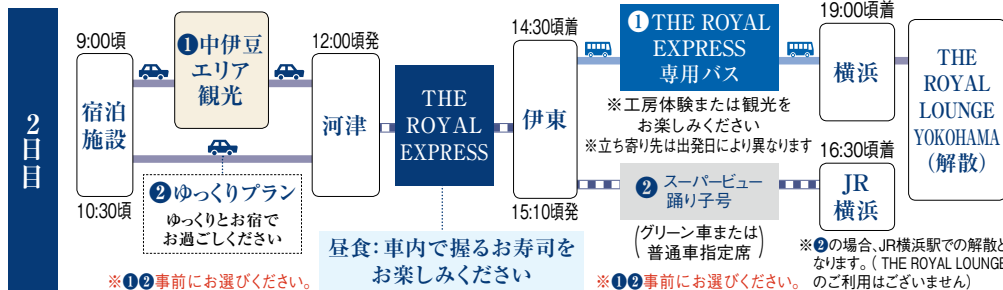 2日目
9:00頃
宿泊
施設
10:30頃
❶中伊豆
エリア
観光
❷ゆっくりプラン
ゆっくりとお宿で
お過ごしください
※❶❷事前にお選びください。
12:00頃発
河津
THE
ROYAL
EXPRESS
昼食:車内で握るお寿司を
お楽しみください
14:30頃着
伊東
15:10頃発
❶THE ROYAL
EXPRESS
専用バス
※工房体験または観光を
お楽しみください
※立ち寄り先は出発日により異なります
❷スーパービュー
踊り子号
(グリーン車または
普通車指定席)
※❶❷事前にお選びください。
19:00頃着
横浜
16:30頃着
JR
横浜
THE
ROYAL
LOUNGE
YOKOHAMA
(解散)
※❷の場合、JR横浜駅での解散と
なります。( THE ROYAL LOUNGE
のご利用はございません)